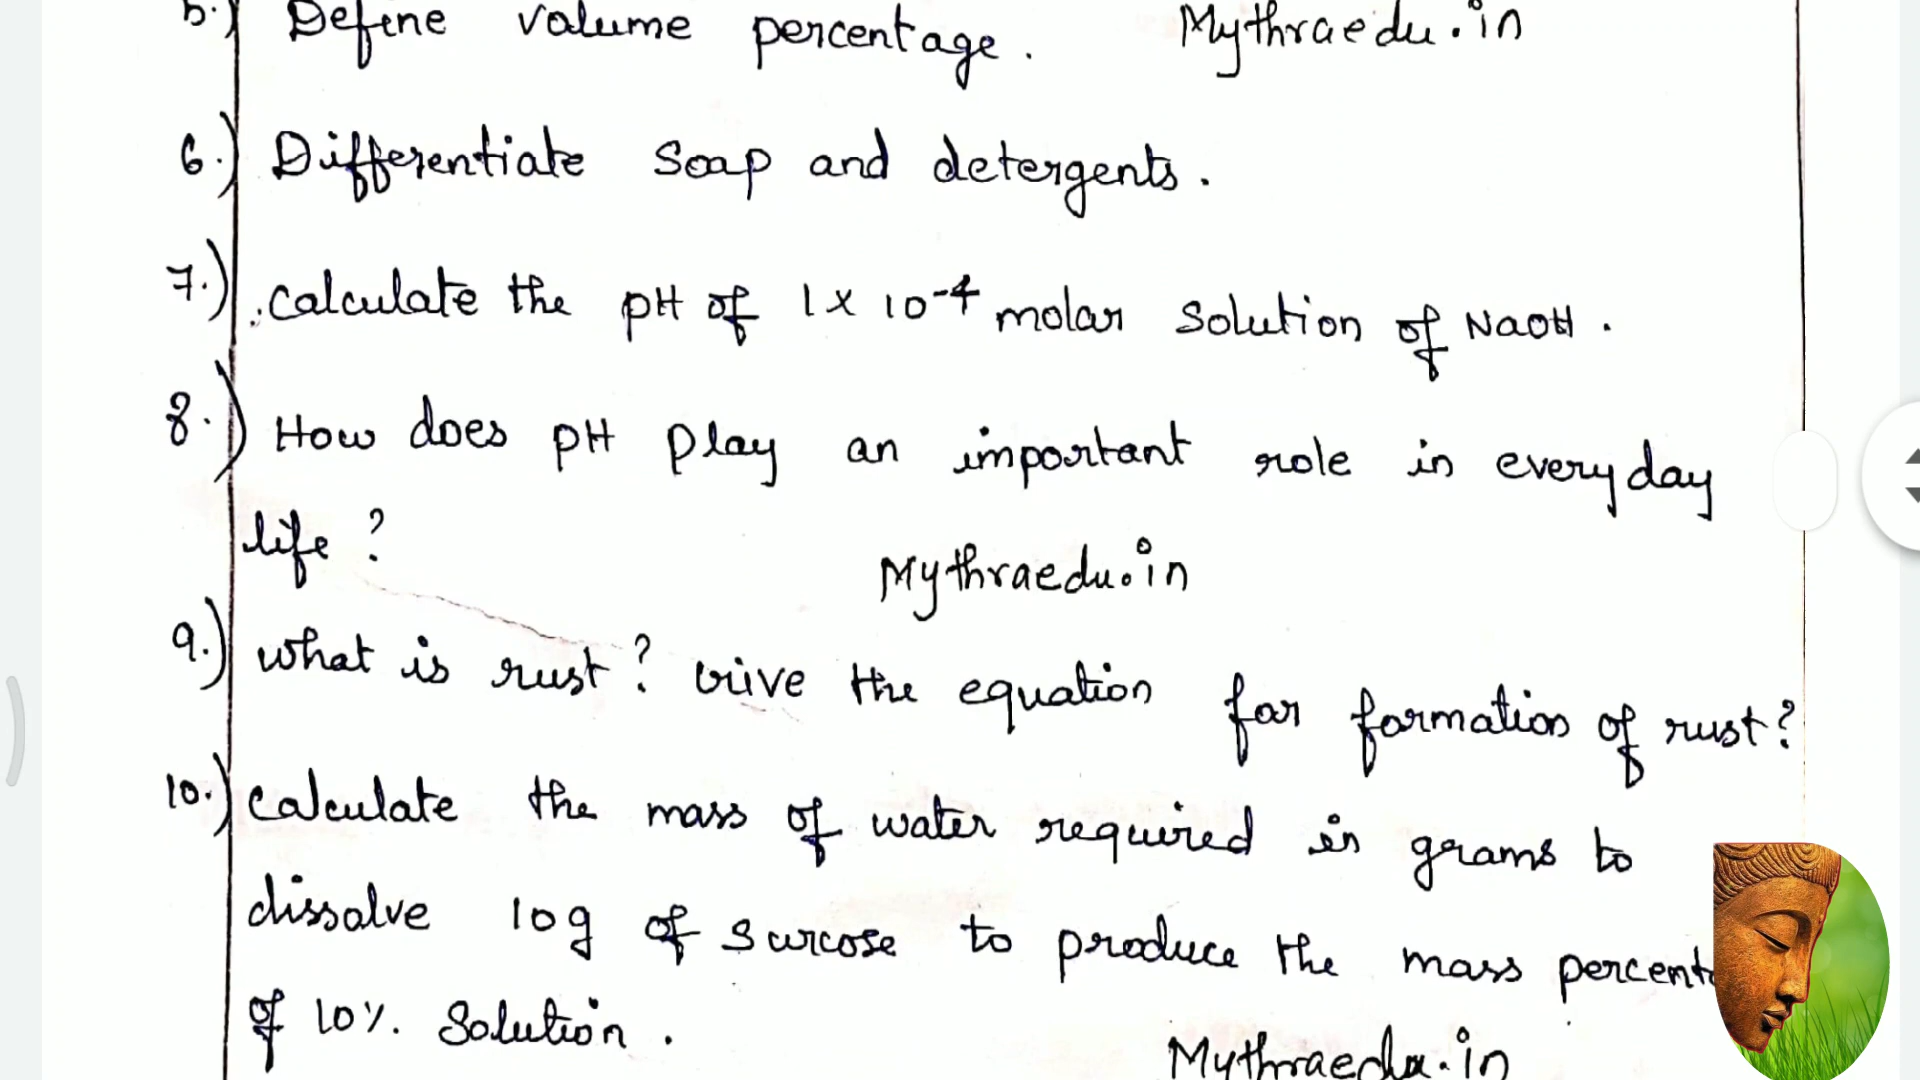 5.) Define volume percentage. Mythraedu.in
6.) Differentiate Soap and detergents.
7.) Calculate the pH of 1 x 10⁻⁴ molar Solution of NaOH.
8.) How does pH play an important role in everyday
life?
Mythraedu.in
9.) What is rust? Give the equation for formation of rust?
10.) Calculate the mass of water required in grams to
dissolve 10g of Surcose to produce the mass
of 10%. Solution.
Mythraedu.in